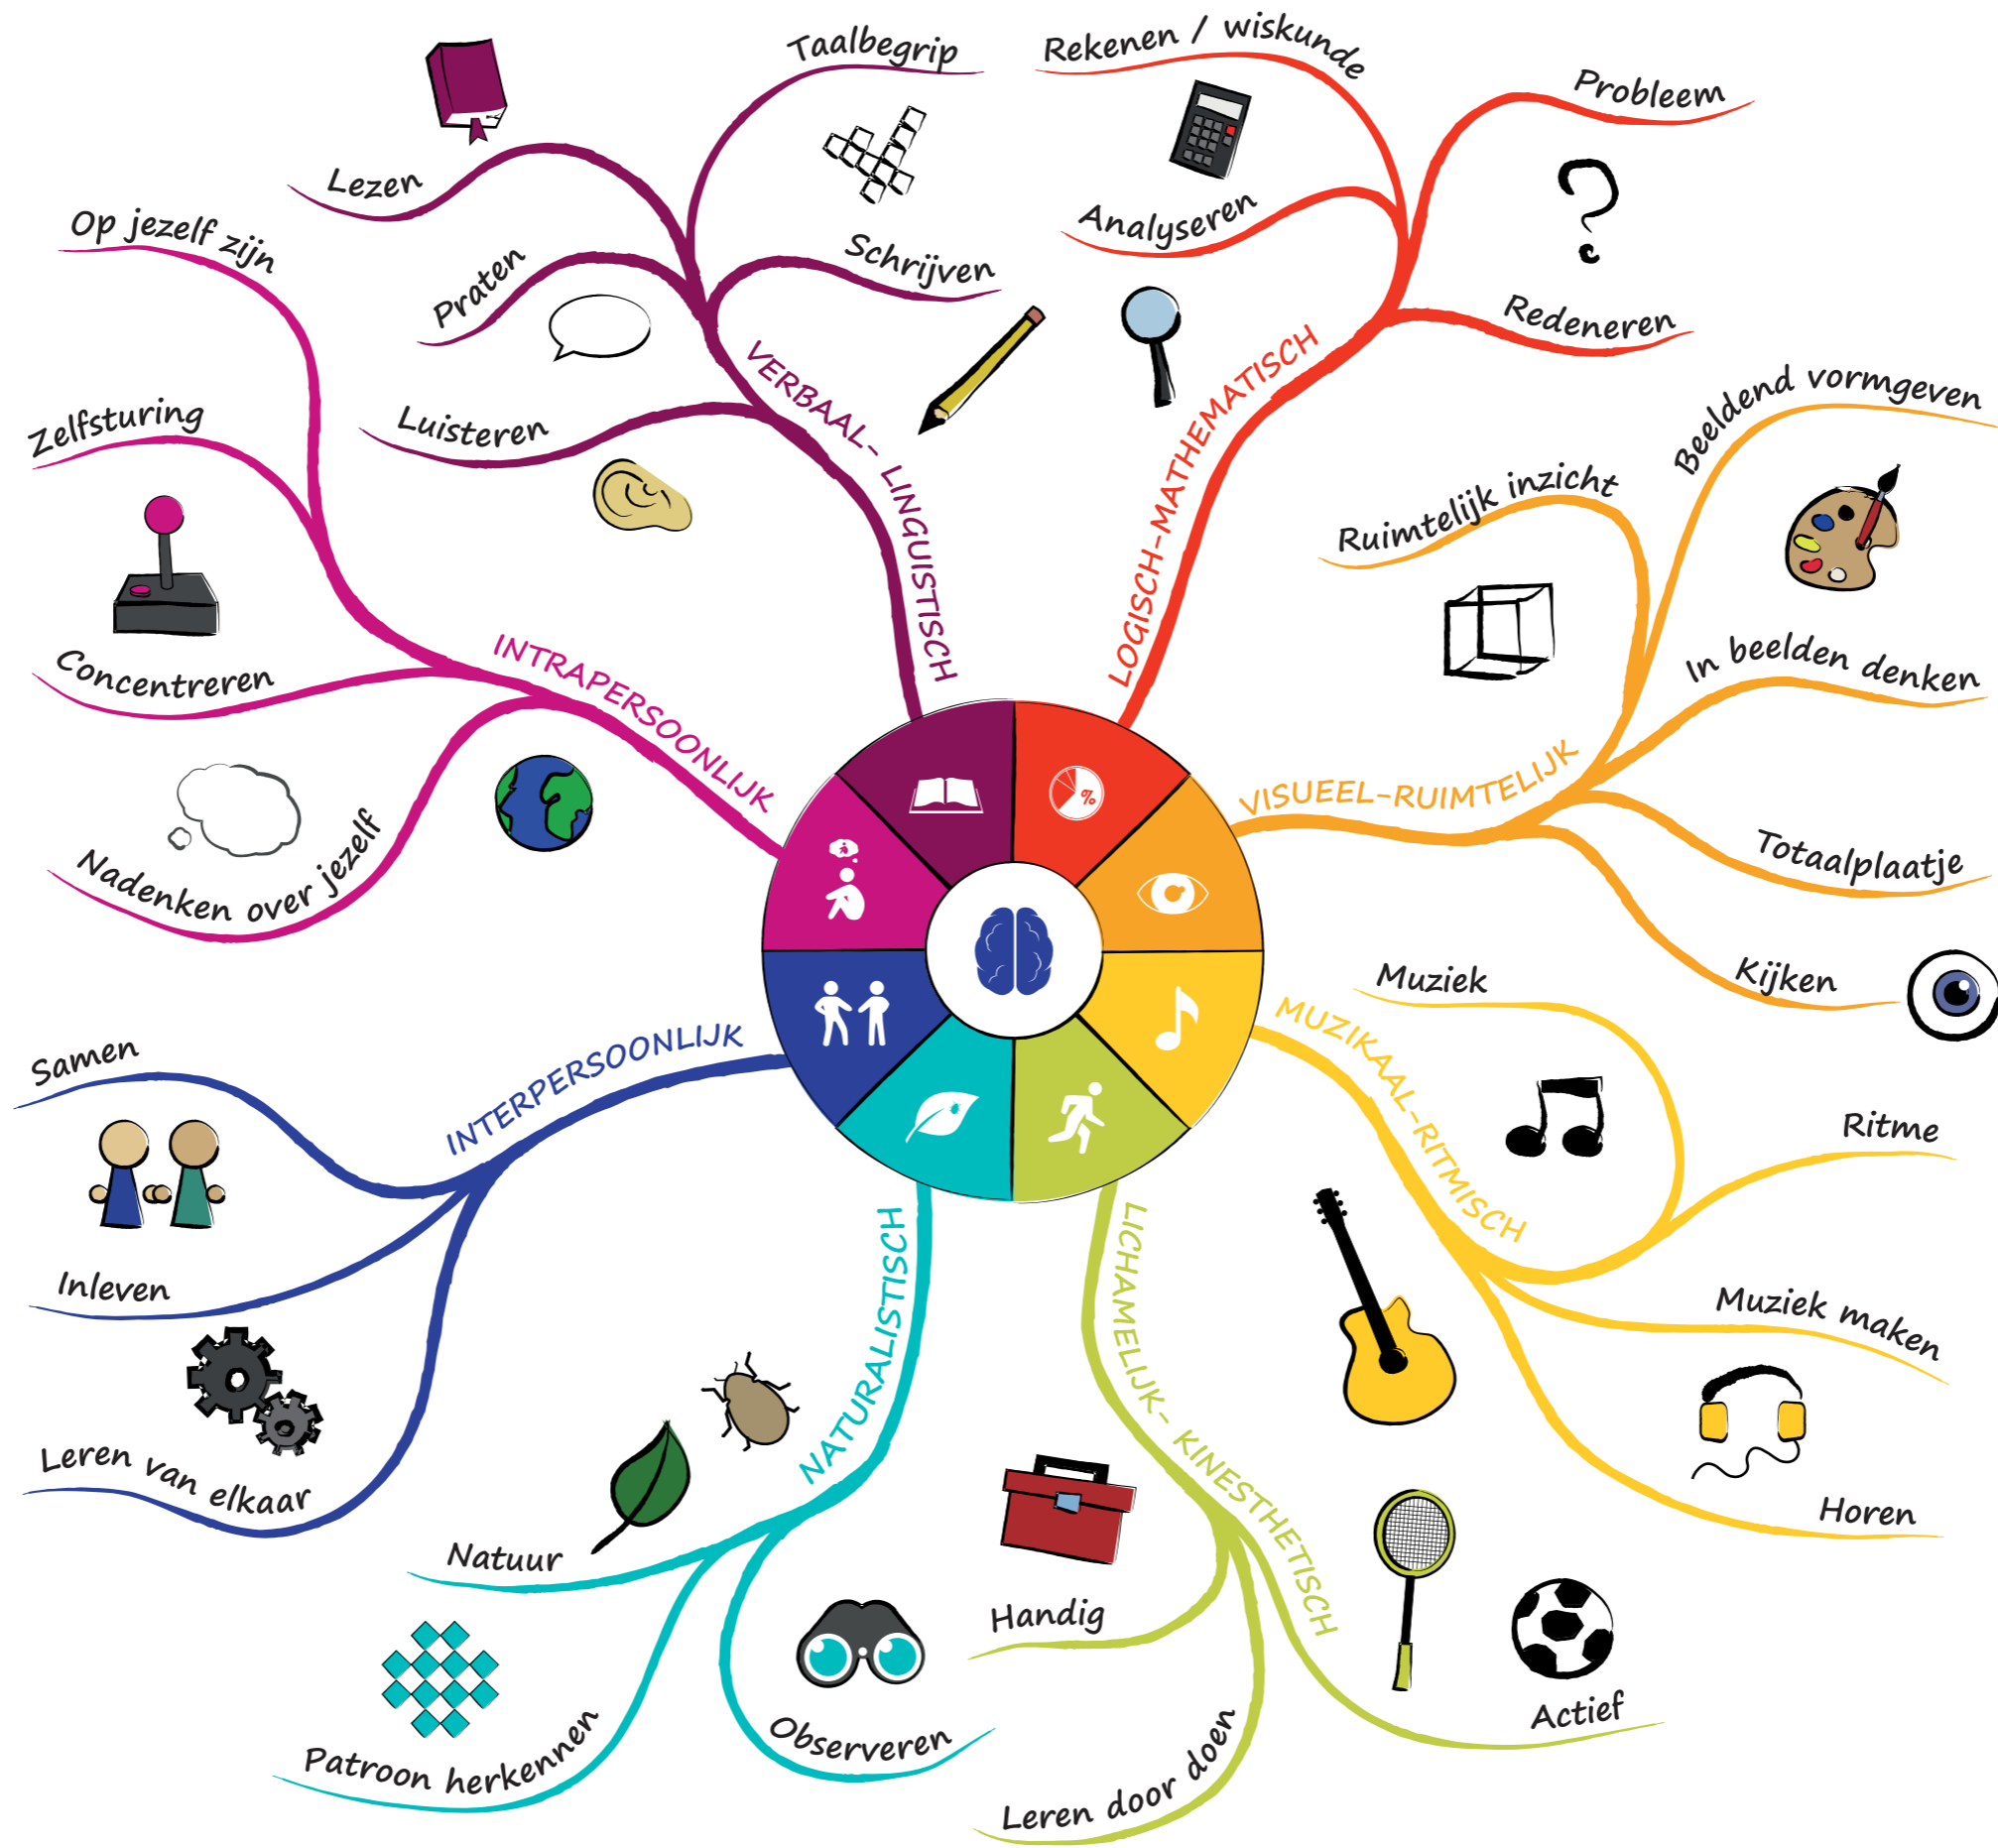 VERBAAL- LINGUISTISCH
Taalbegrip
Lezen
Schrijven
Praten
Luisteren
LOGISCH-MATHEMATISCH
Rekenen / wiskunde
Probleem
Analyseren
Redeneren
VISUEEL-RUIMTELIJK
Beeldend vormgeven
Ruimtelijk inzicht
In beelden denken
Totaalplaatje
Kijken
MUZIKAAL-RITMISCH
Muziek
Ritme
Muziek maken
Horen
LICHAMELIJK- KINESTHETISCH
Handig
Leren door doen
Actief
NATURALISTISCH
Natuur
Observeren
Patroon herkennen
INTERPERSOONLIJK
Samen
Inleven
Leren van elkaar
INTRAPERSOONLIJK
Op jezelf zijn
Zelfsturing
Concentreren
Nadenken over jezelf
%